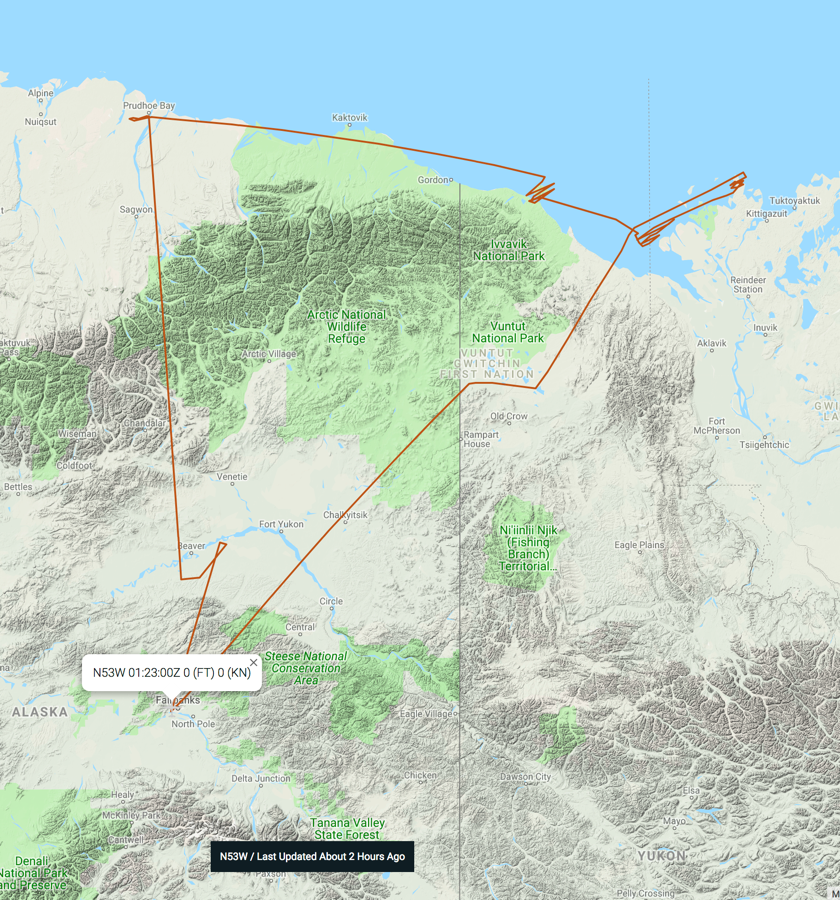 Alpine
Nuiqsut
Prudhoe Bay
Kaktovik
Gordon
Sagwon
Tuktoyaktuk
Kittigazuit
Ivvavik
National Park
Reindeer
Station
Arctic National
Wildlife
Refuge
Vuntut
National Park
Inuvik
Aklavik
aktuvuk
Pass
Arctic Village
VUNTUT
GWITCHIN
FIRST NATION
Old Crow
Fort
McPherson
GWI
Wiseman
Chandalar
Rampart
House
Tsiigehtchic
Coldfoot
Bettles
Venetie
Chalkyitsik
Fort Yukon
Beaver
Ni'iinlii Njik
(Fishing
Branch)
Territorial...
Eagle Plains
Circle
Central
Steese National
Conservation
Area
N53W 01:23:00Z 0 (FT) 0 (KN)
×
Fairbanks
North Pole
ALASKA
Eagle Village
Delta Junction
Chicken
Dawson City
Healy
McKinley Park
Elsa
Mayo
Cantwell
Tanana Valley
State Forest
N53W / Last Updated About 2 Hours Ago
Denali
National Park
and Preserve
Paxson
YUKON
Pelly Crossing
M